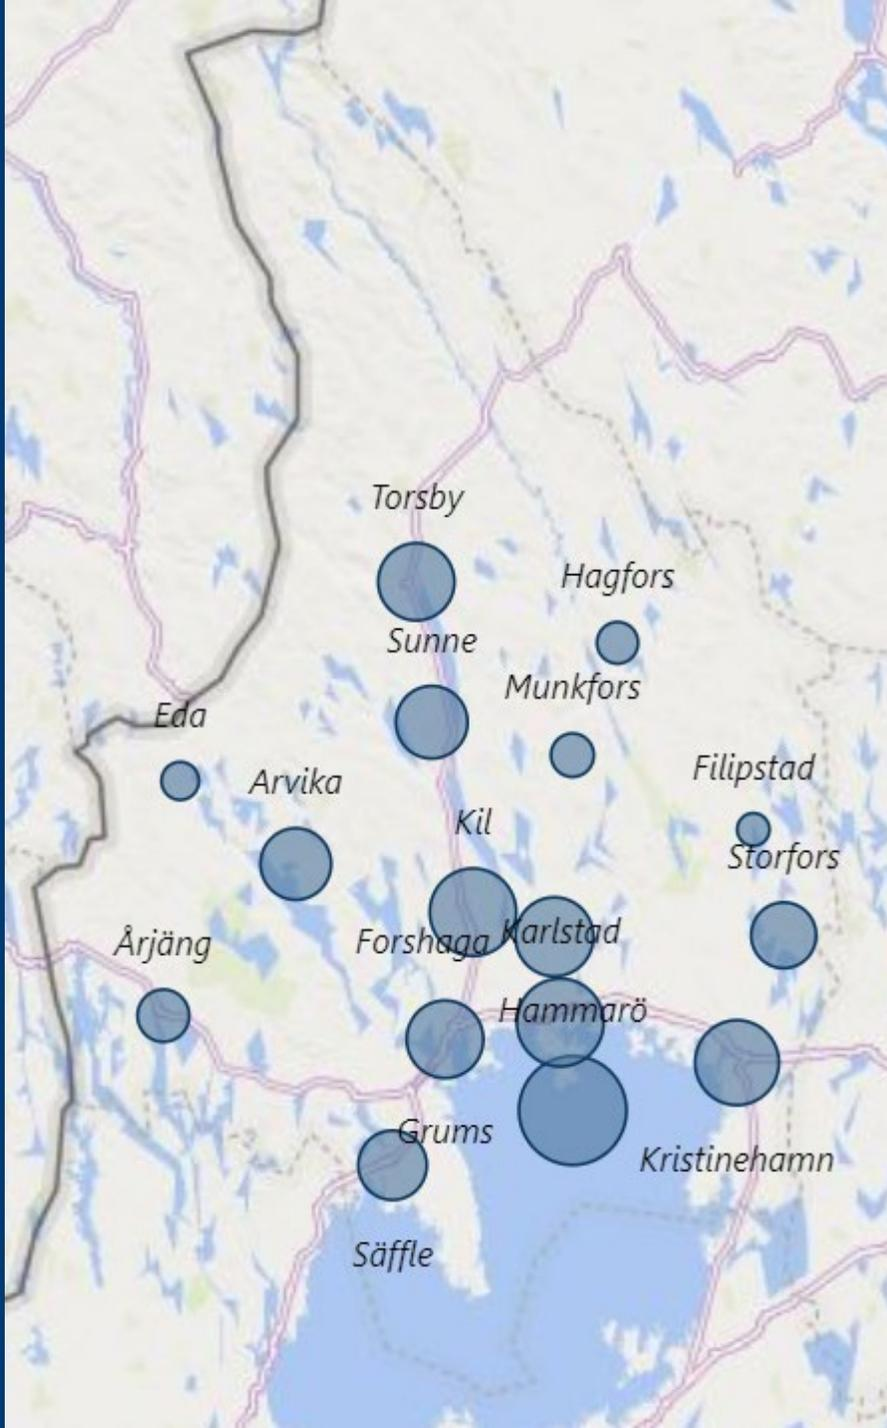 Torsby
Hagfors
Sunne
Munkfors
Eda
Filipstad
Arvika
Kil
Storfors
Karlstad
Forshaga
Årjäng
Hammarö
Grums
Kristinehamn
Säffle